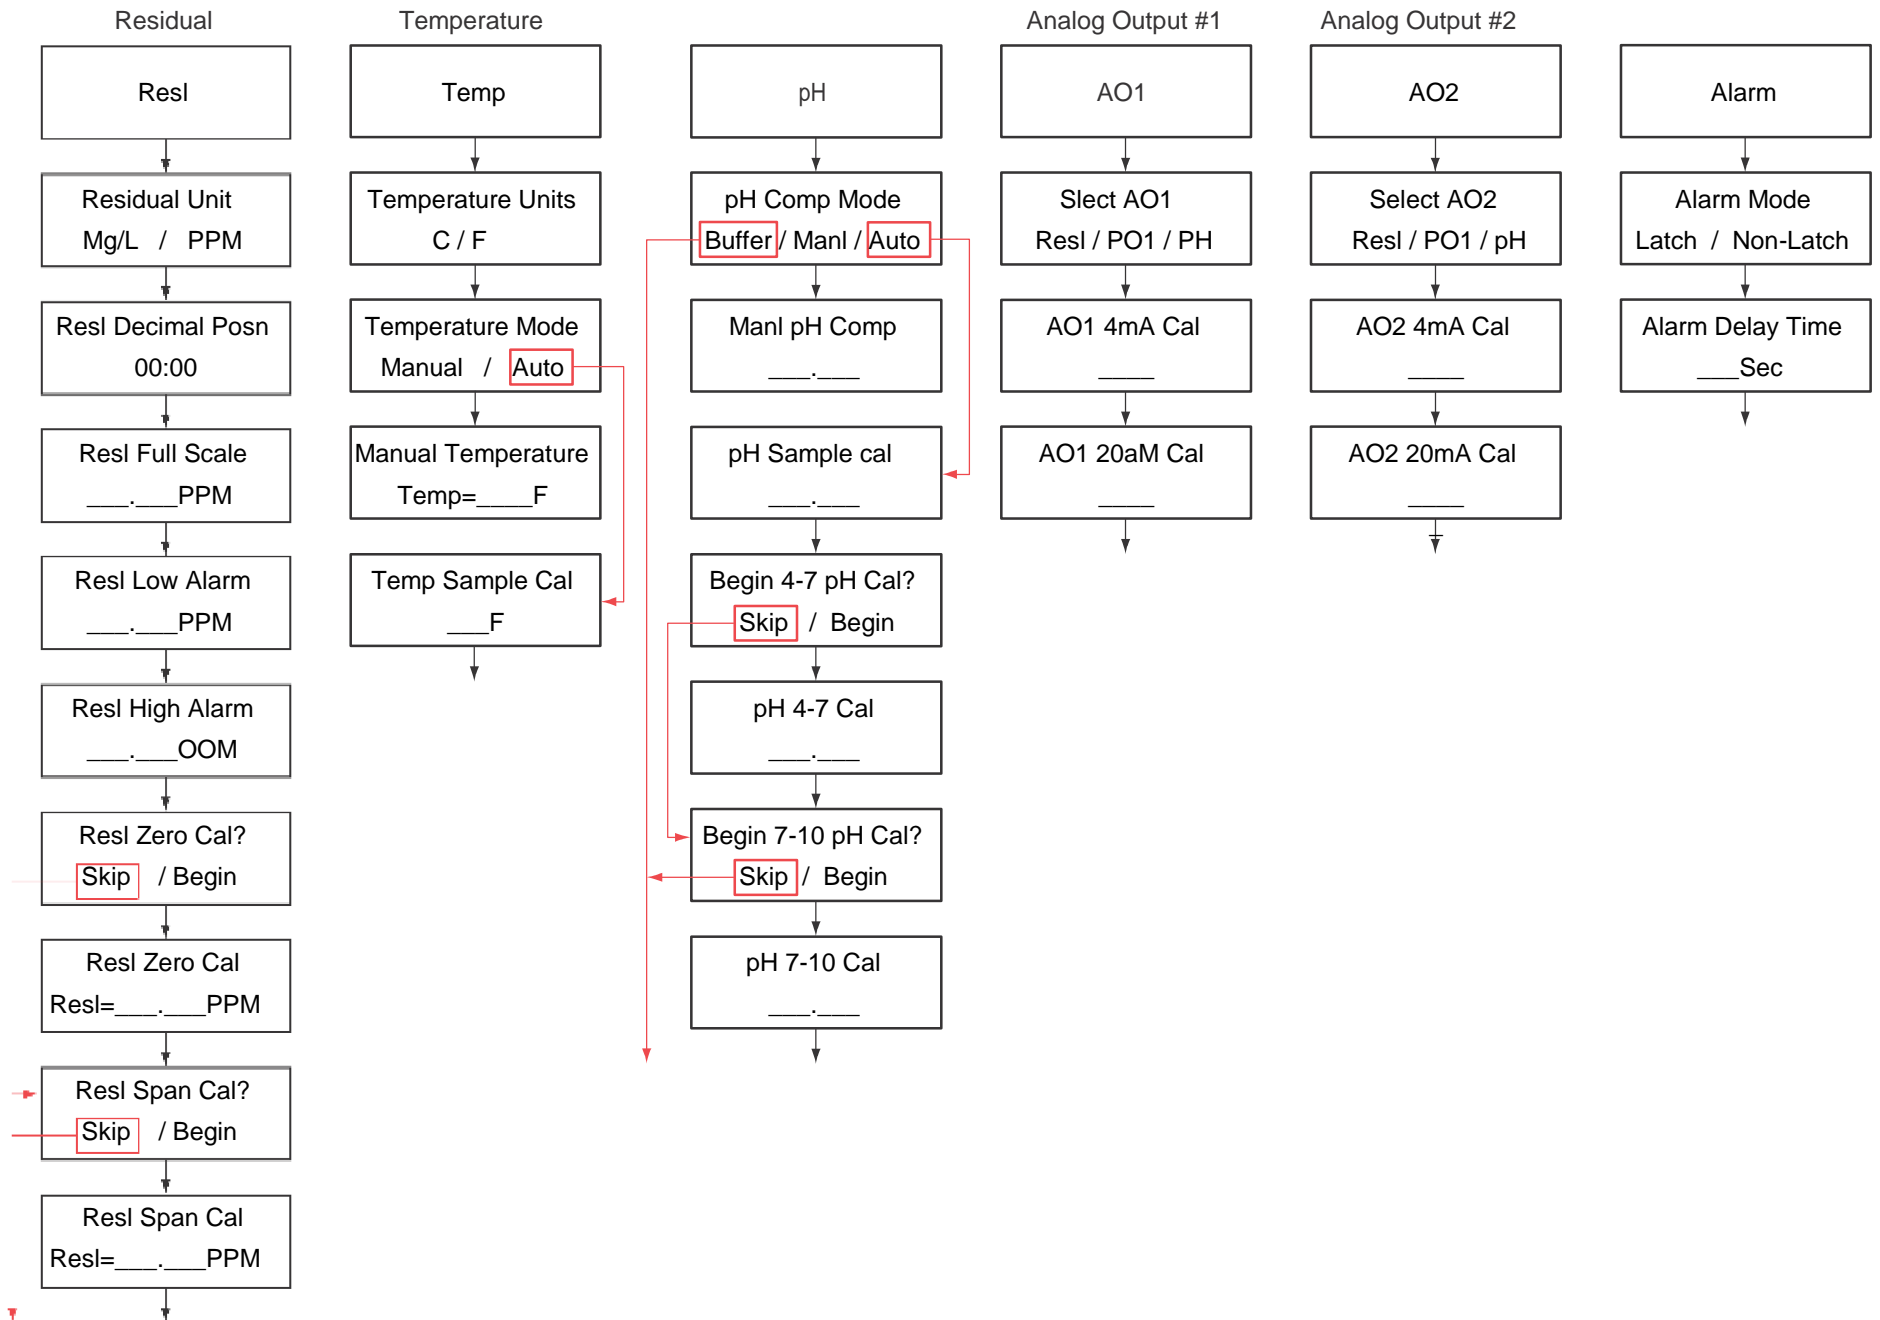 Residual
Resl
Residual Unit
Mg/L / PPM
Resl Decimal Posn
00:00
Resl Full Scale
___.___PPM
Resl Low Alarm
___.___PPM
Resl High Alarm
___.___OOM
Resl Zero Cal?
Skip / Begin
Resl Zero Cal
Resl=___.___PPM
Resl Span Cal?
Skip / Begin
Resl Span Cal
Resl=___.___PPM
Temperature
Temp
Temperature Units
C / F
Temperature Mode
Manual / Auto
Manual Temperature
Temp=____F
Temp Sample Cal
___F
pH
pH Comp Mode
Buffer / Manl / Auto
Manl pH Comp
___.___
pH Sample cal
___.___
Begin 4-7 pH Cal?
Skip / Begin
pH 4-7 Cal
___.___
Begin 7-10 pH Cal?
Skip / Begin
pH 7-10 Cal
___.___
Analog Output #1
AO1
Slect AO1
Resl / PO1 / PH
AO1 4mA Cal
____
AO1 20aM Cal
____
Analog Output #2
AO2
Select AO2
Resl / PO1 / pH
AO2 4mA Cal
____
AO2 20mA Cal
____
Alarm
Alarm Mode
Latch / Non-Latch
Alarm Delay Time
___Sec